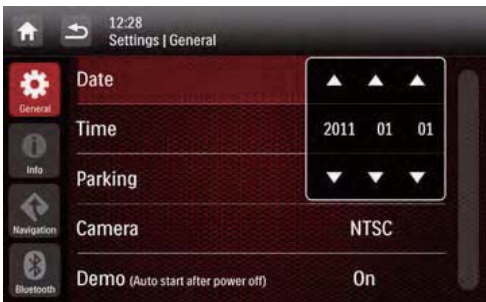 12:28
Settings | General
General
Date
Time
2011 01 01
Info
Parking
Navigation
Camera NTSC
Bluetooth
Demo (Auto start after power off) On